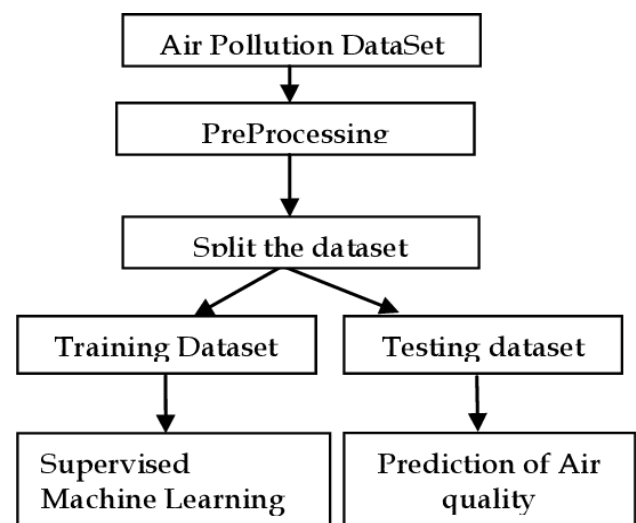 Air Pollution DataSet
PreProcessing
Split the dataset
Training Dataset
Testing dataset
Supervised
Machine Learning
Prediction of Air
quality